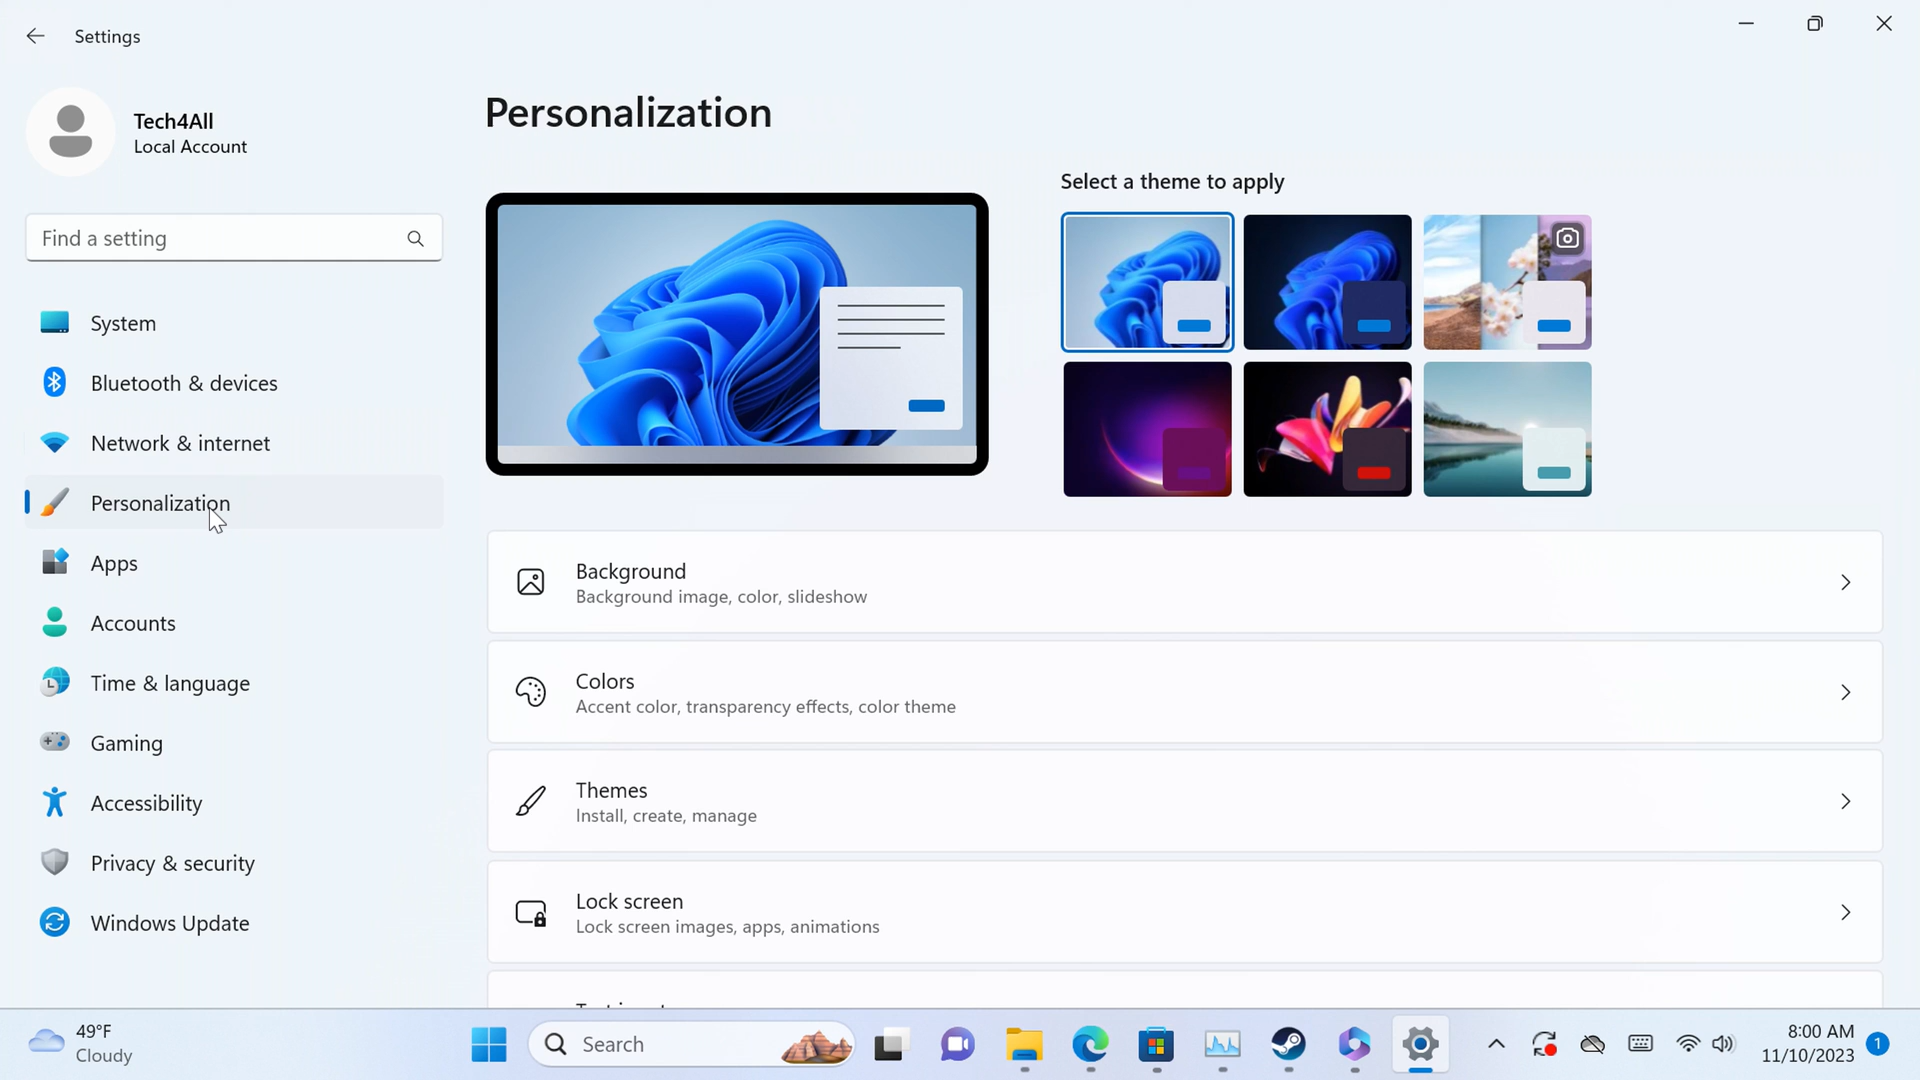 Settings
Tech4All
Local Account
Find a setting
System
Bluetooth & devices
Network & internet
Personalization
Apps
Accounts
Time & language
Gaming
Accessibility
Privacy & security
Windows Update
Personalization
Select a theme to apply
Background
Background image, color, slideshow
Colors
Accent color, transparency effects, color theme
Themes
Install, create, manage
Lock screen
Lock screen images, apps, animations
49°F
Cloudy
Search
8:00 AM
11/10/2023
1